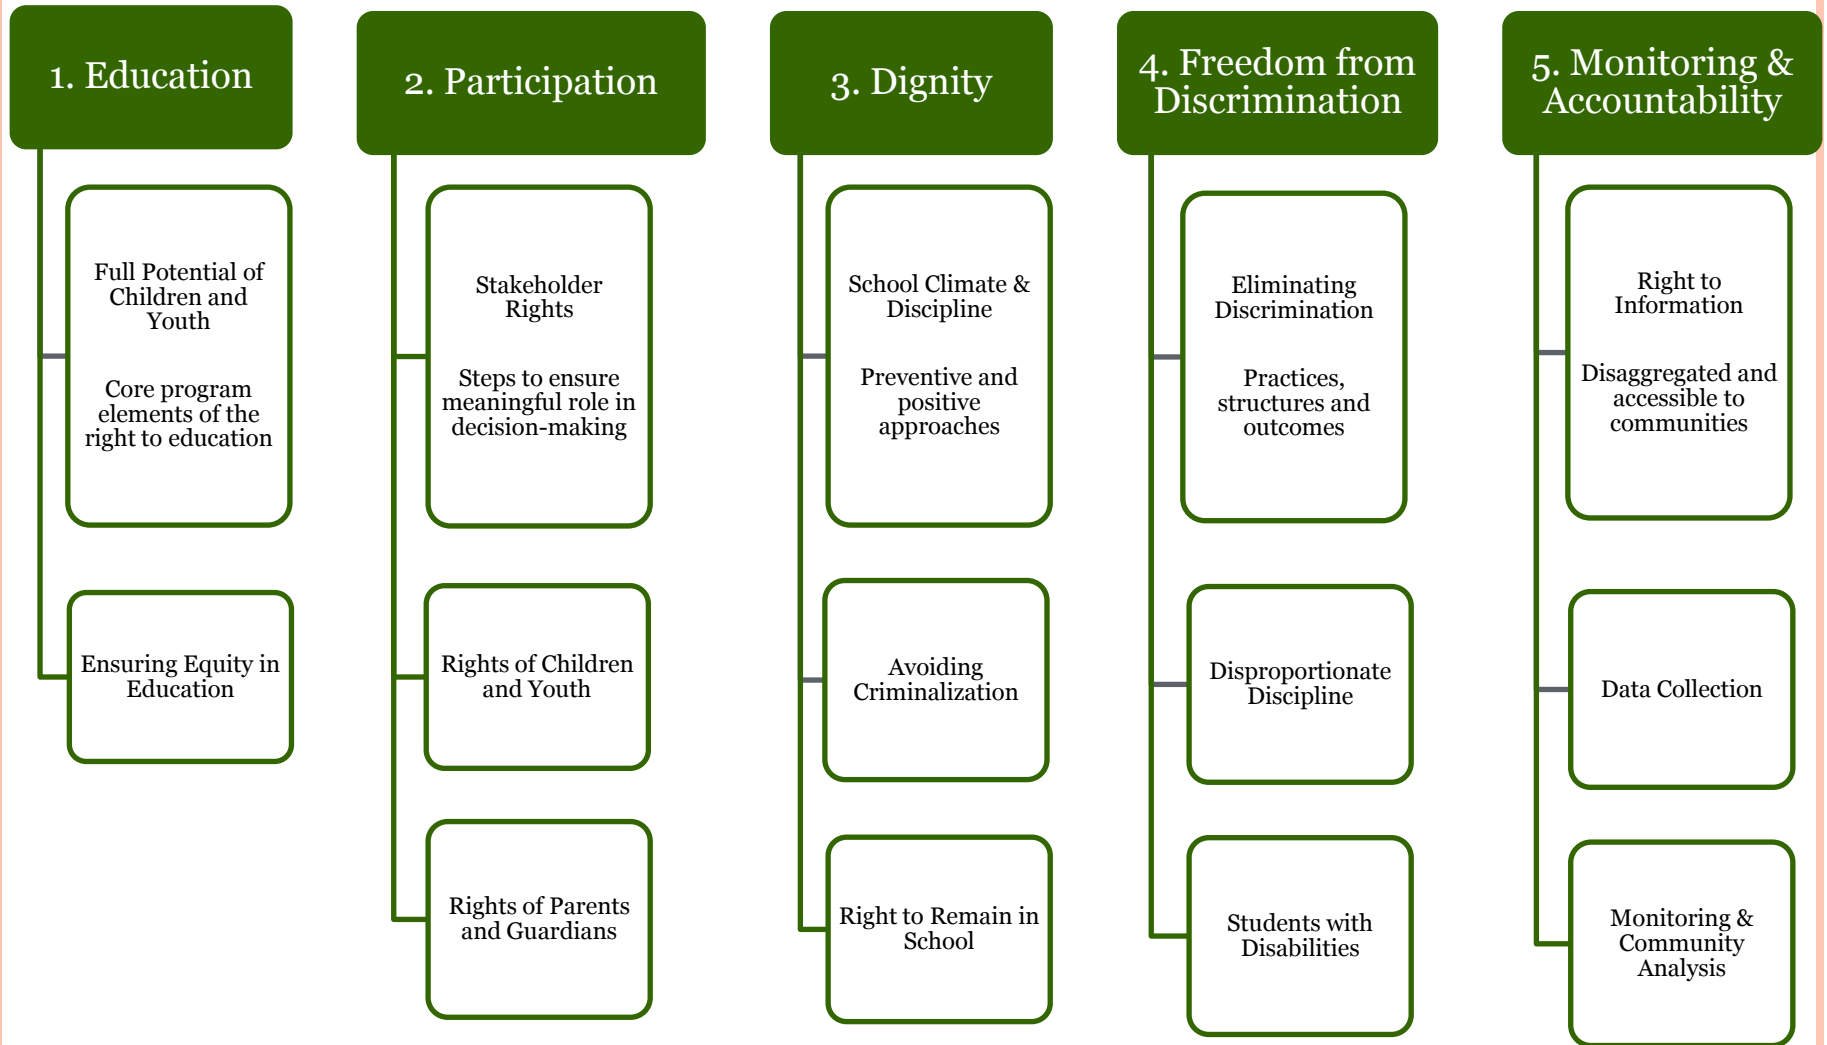 1. Education
Full Potential of
Children and
Youth
Core program
elements of the
right to education
Ensuring Equity in
Education
2. Participation
Stakeholder
Rights
Steps to ensure
meaningful role in
decision-making
Rights of Children
and Youth
Rights of Parents
and Guardians
3. Dignity
School Climate &
Discipline
Preventive and
positive
approaches
Avoiding
Criminalization
Right to Remain in
School
4. Freedom from
Discrimination
Eliminating
Discrimination
Practices,
structures and
outcomes
Disproportionate
Discipline
Students with
Disabilities
5. Monitoring &
Accountability
Right to
Information
Disaggregated and
accessible to
communities
Data Collection
Monitoring &
Community
Analysis